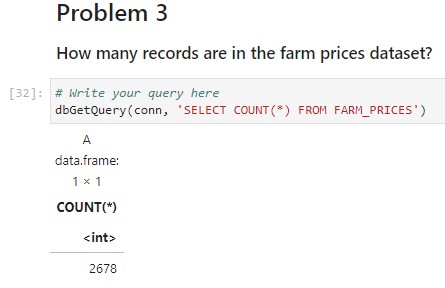 Problem 3
How many records are in the farm prices dataset?
[32]: # Write your query here
dbGetQuery(conn, 'SELECT COUNT(*) FROM FARM_PRICES')
A
data.frame:
1 × 1
COUNT(*)
<int>
2678